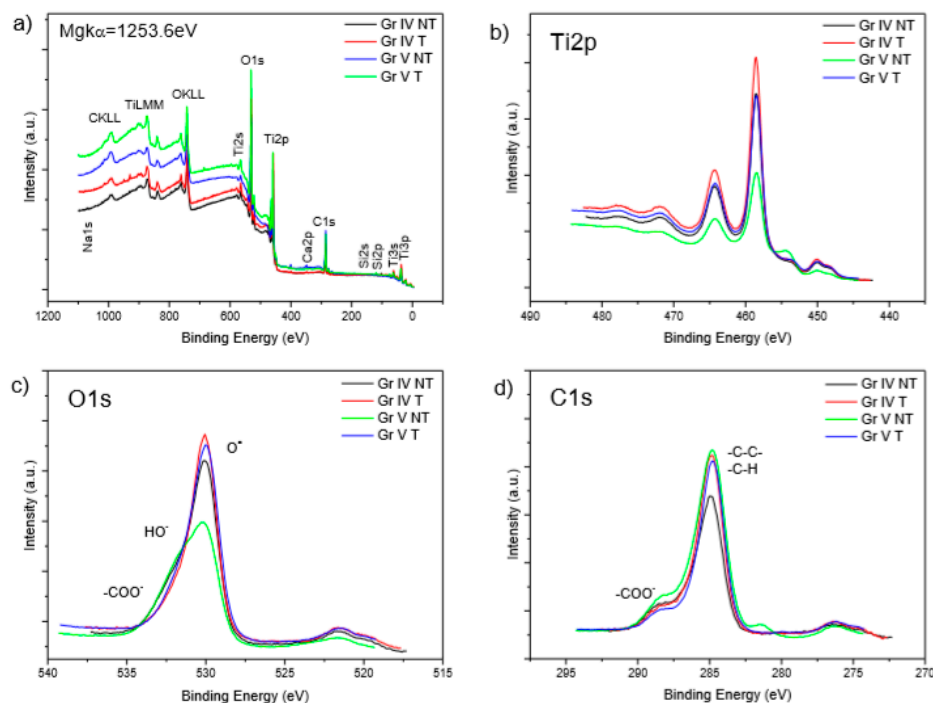 a)
Mgkα=1253.6eV
Gr IV NT
Gr IV T
Gr V NT
Gr V T
O1s
OKLL
TiLMM
CKLL
Ti2s
Ti2p
C1s
Na1s
Ca2p
Si2s
Si2p
Ti3s
Ti3p
Intensity (a.u.)
1200 1000 800 600 400 200 0
Binding Energy (eV)
b)
Ti2p
Gr IV NT
Gr IV T
Gr V NT
Gr V T
Intensity (a.u.)
490 480 470 460 450 440
Binding Energy (eV)
c)
O1s
Gr IV NT
Gr IV T
Gr V NT
Gr V T
O⁻
HO⁻
-COO⁻
Intensity (a.u.)
540 535 530 525 520 515
Binding Energy (eV)
d)
C1s
Gr IV NT
Gr IV T
Gr V NT
Gr V T
-C-C-
-C-H
-COO⁻
Intensity (a.u.)
295 290 285 280 275 270
Binding Energy (eV)